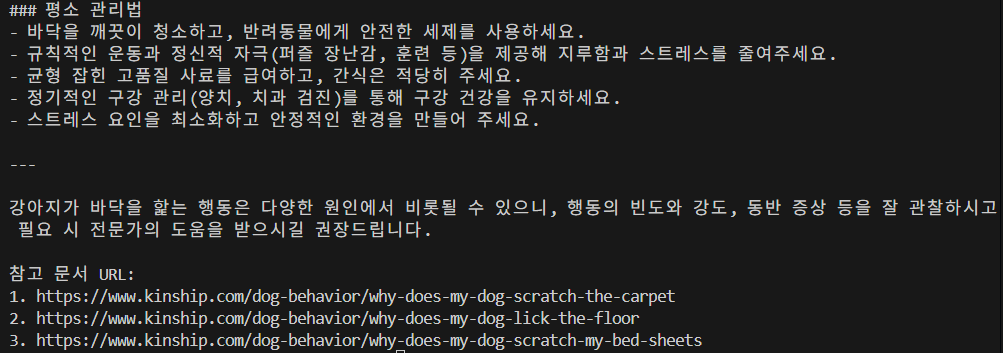 ### 평소 관리법
- 바닥을 깨끗이 청소하고, 반려동물에게 안전한 세제를 사용하세요.
- 규칙적인 운동과 정신적 자극(퍼즐 장난감, 훈련 등)을 제공해 지루함과 스트레스를 줄여주세요.
- 균형 잡힌 고품질 사료를 급여하고, 간식은 적당히 주세요.
- 정기적인 구강 관리(양치, 치과 검진)를 통해 구강 건강을 유지하세요.
- 스트레스 요인을 최소화하고 안정적인 환경을 만들어 주세요.
---
강아지가 바닥을 핥는 행동은 다양한 원인에서 비롯될 수 있으니, 행동의 빈도와 강도, 동반 증상 등을 잘 관찰하시고
필요 시 전문가의 도움을 받으시길 권장드립니다.
참고 문서 URL:
1. https://www.kinship.com/dog-behavior/why-does-my-dog-scratch-the-carpet
2. https://www.kinship.com/dog-behavior/why-does-my-dog-lick-the-floor
3. https://www.kinship.com/dog-behavior/why-does-my-dog-scratch-my-bed-sheets